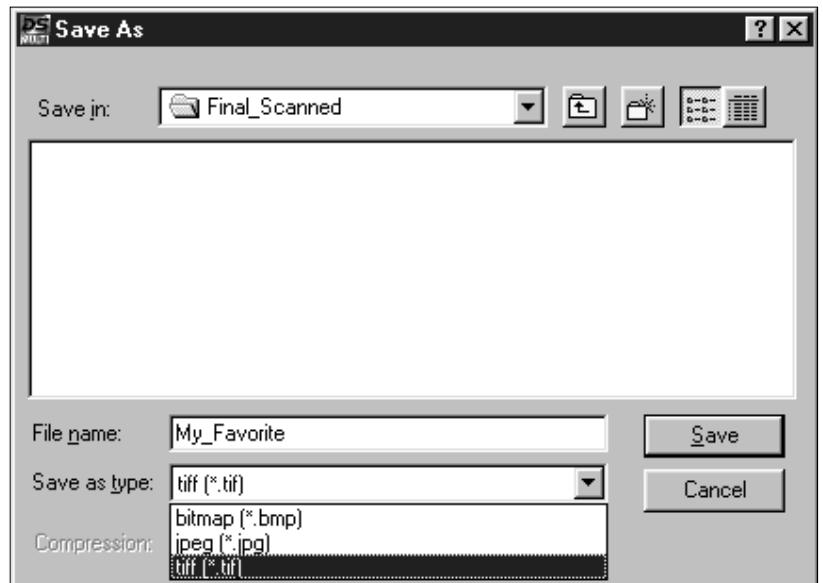 DS MULTI Save As
Save in: Final_Scanned
File name: My_Favorite
Save
Save as type: tiff (*.tif)
Cancel
bitmap (*.bmp)
Compression: jpeg (*.jpg)
tiff (*.tif)